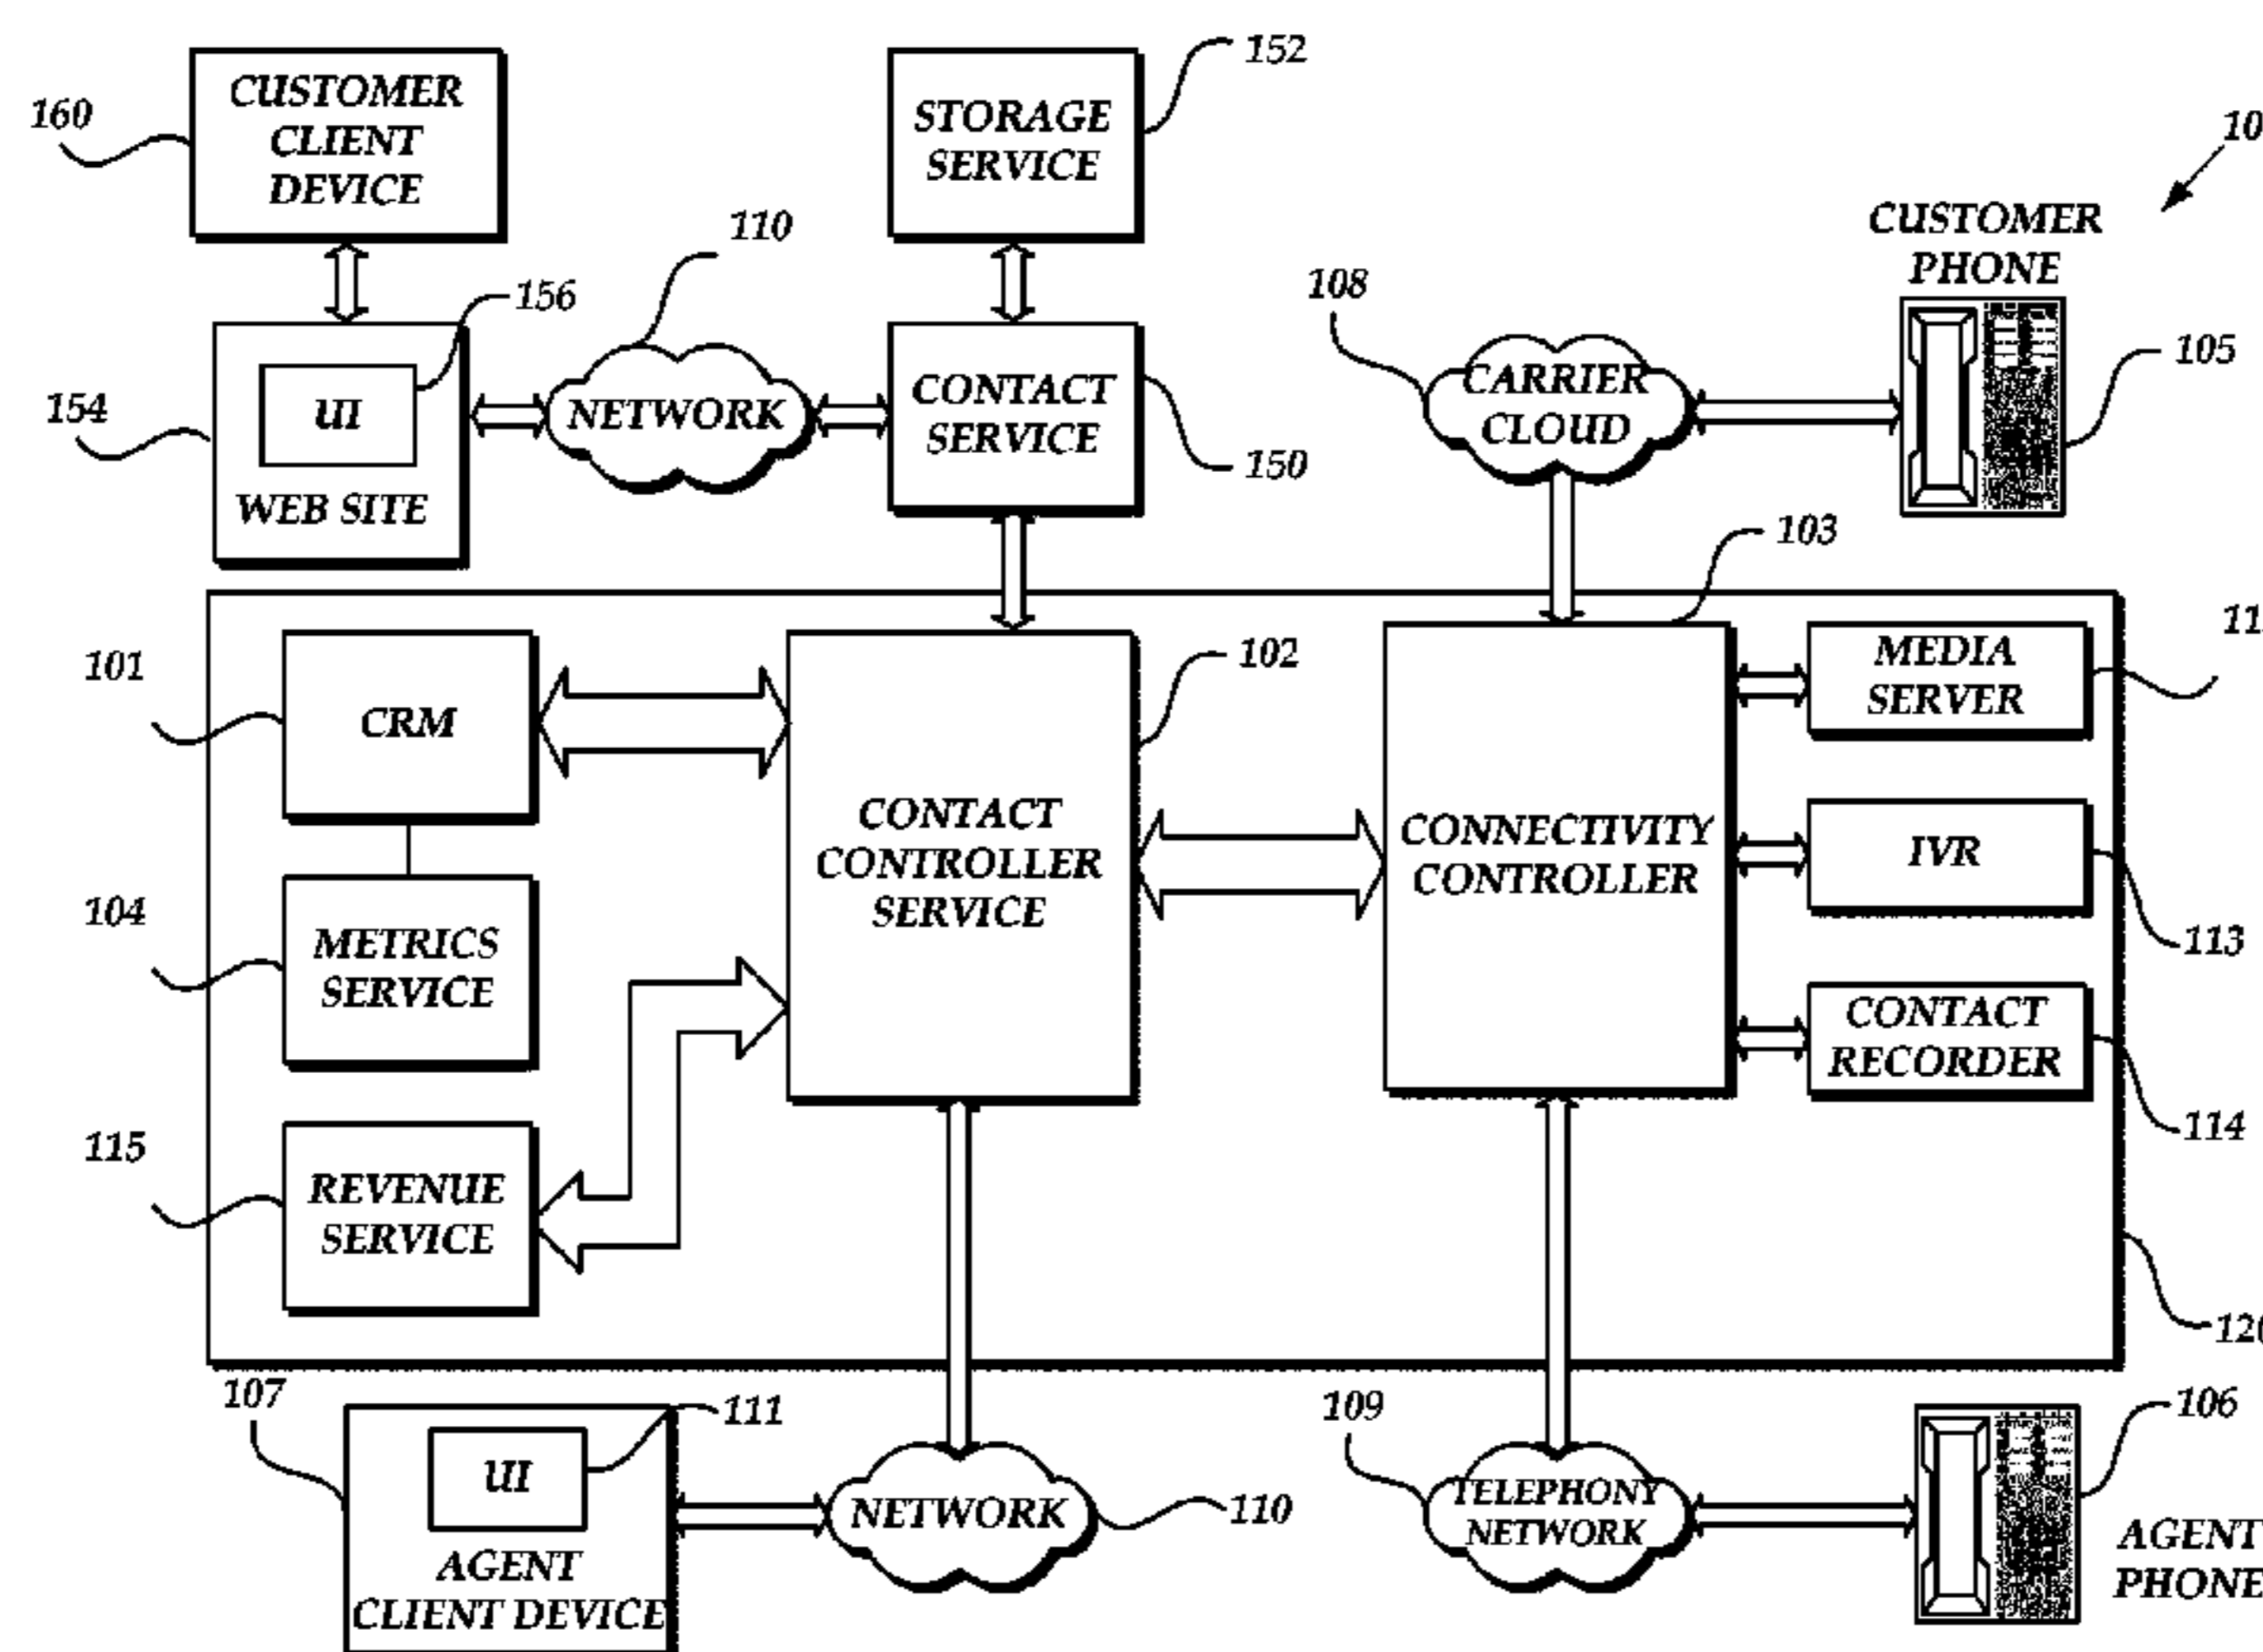 160
CUSTOMER
CLIENT
DEVICE
STORAGE
SERVICE
152
10
110
156
UI
WEB SITE
154
NETWORK
CONTACT
SERVICE
150
108
CARRIER
CLOUD
CUSTOMER
PHONE
105
103
101
CRM
102
CONTACT
CONTROLLER
SERVICE
CONNECTIVITY
CONTROLLER
MEDIA
SERVER
11
IVR
113
104
METRICS
SERVICE
CONTACT
RECORDER
114
115
REVENUE
SERVICE
120
107
111
UI
AGENT
CLIENT DEVICE
NETWORK
110
109
TELEPHONY
NETWORK
106
AGENT
PHONE